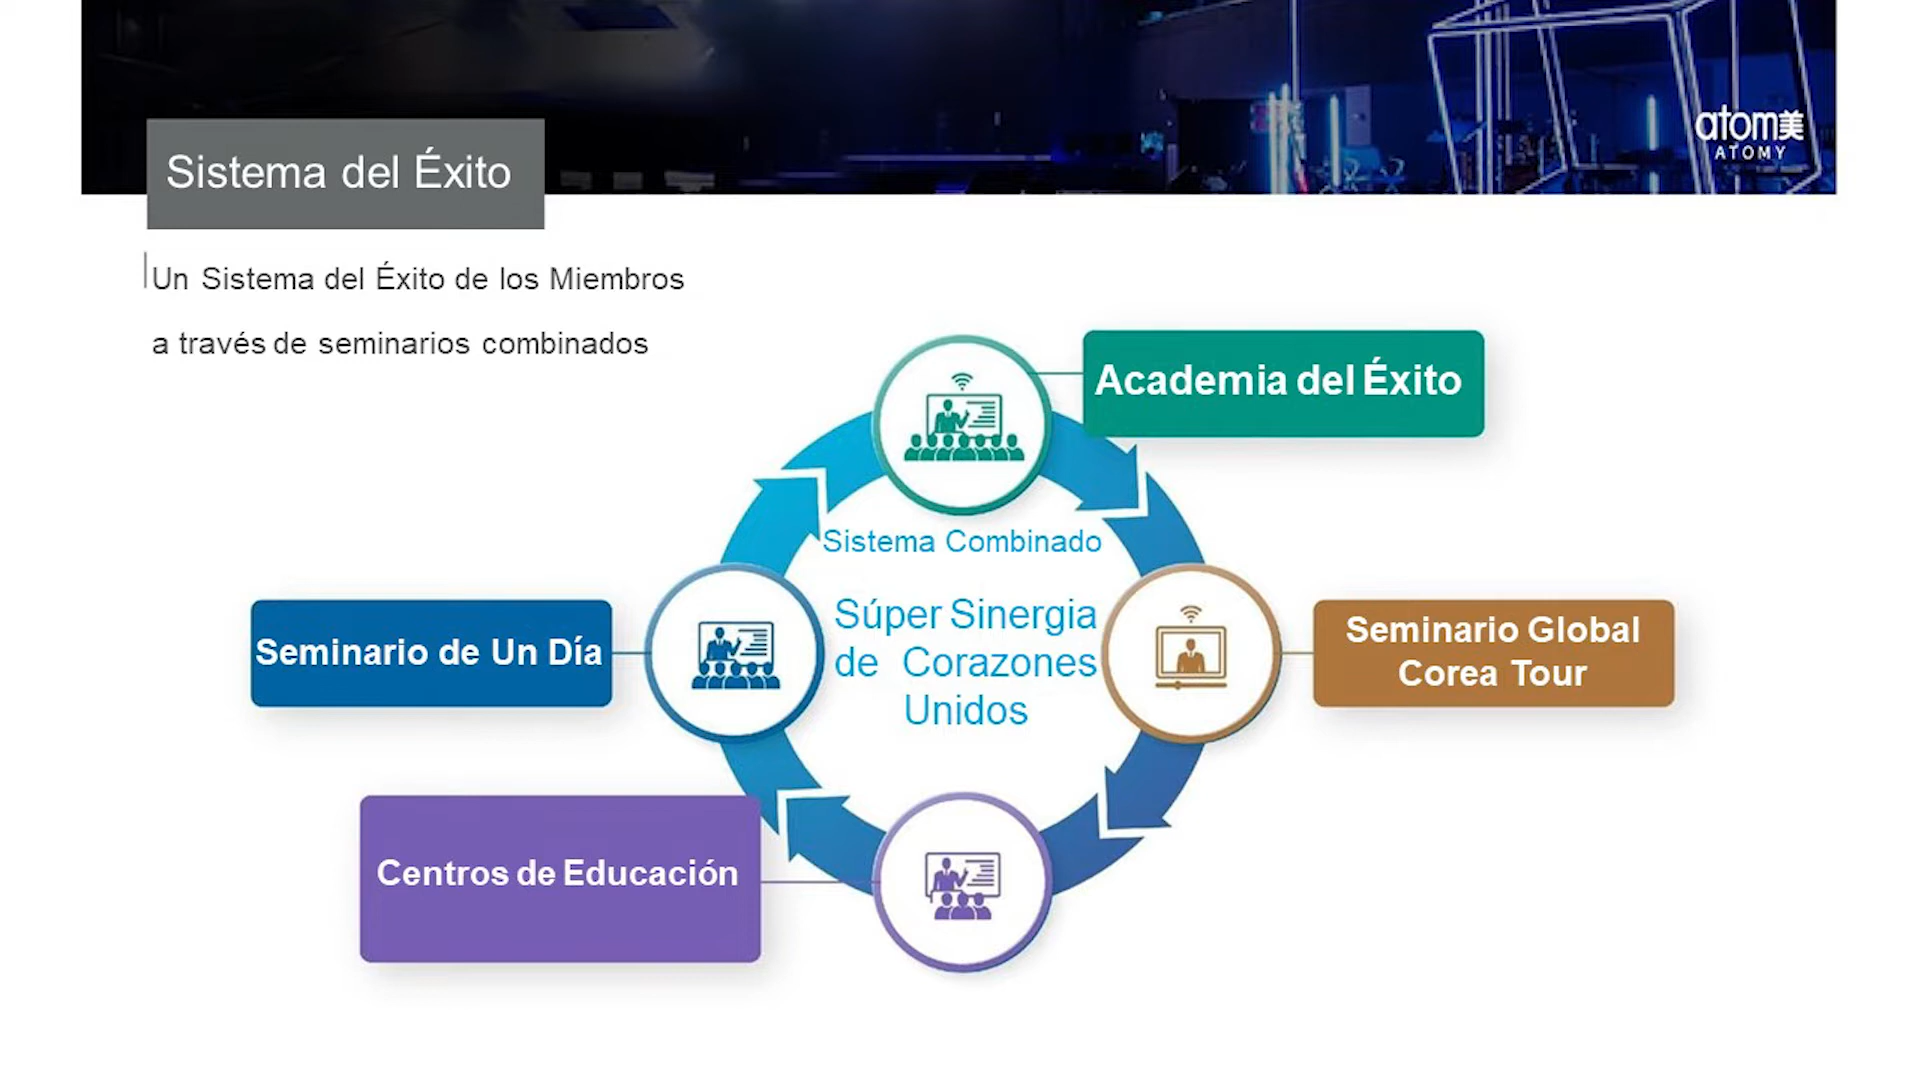 atom美
ATOMY
Sistema del Éxito
Un Sistema del Éxito de los Miembros
a través de seminarios combinados
Academia del Éxito
Sistema Combinado
Súper Sinergia
de Corazones
Unidos
Seminario de Un Día
Seminario Global
Corea Tour
Centros de Educación